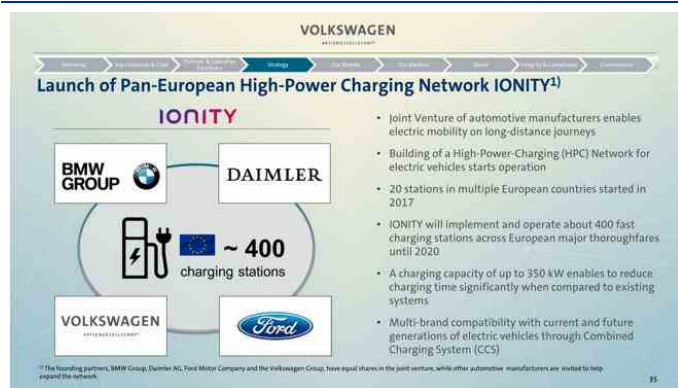 VOLKSWAGEN
AKTIENGESELLSCHAFT
Strategy
Launch of Pan-European High-Power Charging Network IONITY1)
IONITY
BMW
GROUP
DAIMLER
~ 400
charging stations
VOLKSWAGEN
AKTIENGESELLSCHAFT
Ford
• Joint Venture of automotive manufacturers enables
electric mobility on long-distance journeys
• Building of a High-Power-Charging (HPC) Network for
electric vehicles starts operation
• 20 stations in multiple European countries started in
2017
• IONITY will implement and operate about 400 fast
charging stations across European major thoroughfares
until 2020
• A charging capacity of up to 350 kW enables to reduce
charging time significantly when compared to existing
systems
• Multi-brand compatibility with current and future
generations of electric vehicles through Combined
Charging System (CCS)
1) The founding partners, BMW Group, Daimler AG, Ford Motor Company and the Volkswagen Group, have equal shares in the joint venture, while other automotive manufacturers are invited to help
expand the network.
35